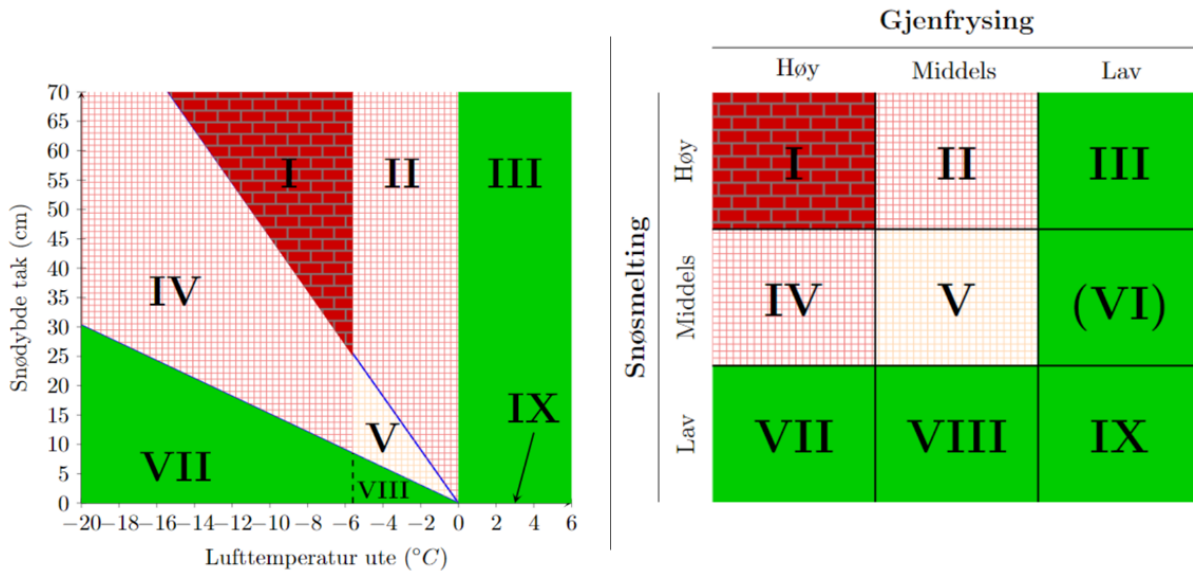 Snødybde tak (cm)
70
65
60
55
50
45
40
35
30
25
20
15
10
5
0
I
II
III
IV
V
IX
VII
VIII
−20−18−16−14−12−10 −8 −6 −4 −2 0 2 4 6
Lufttemperatur ute (°C)
Gjenfrysing
Høy Middels Lav
Snøsmelting
Høy
I II III
Middels
IV V (VI)
Lav
VII VIII IX